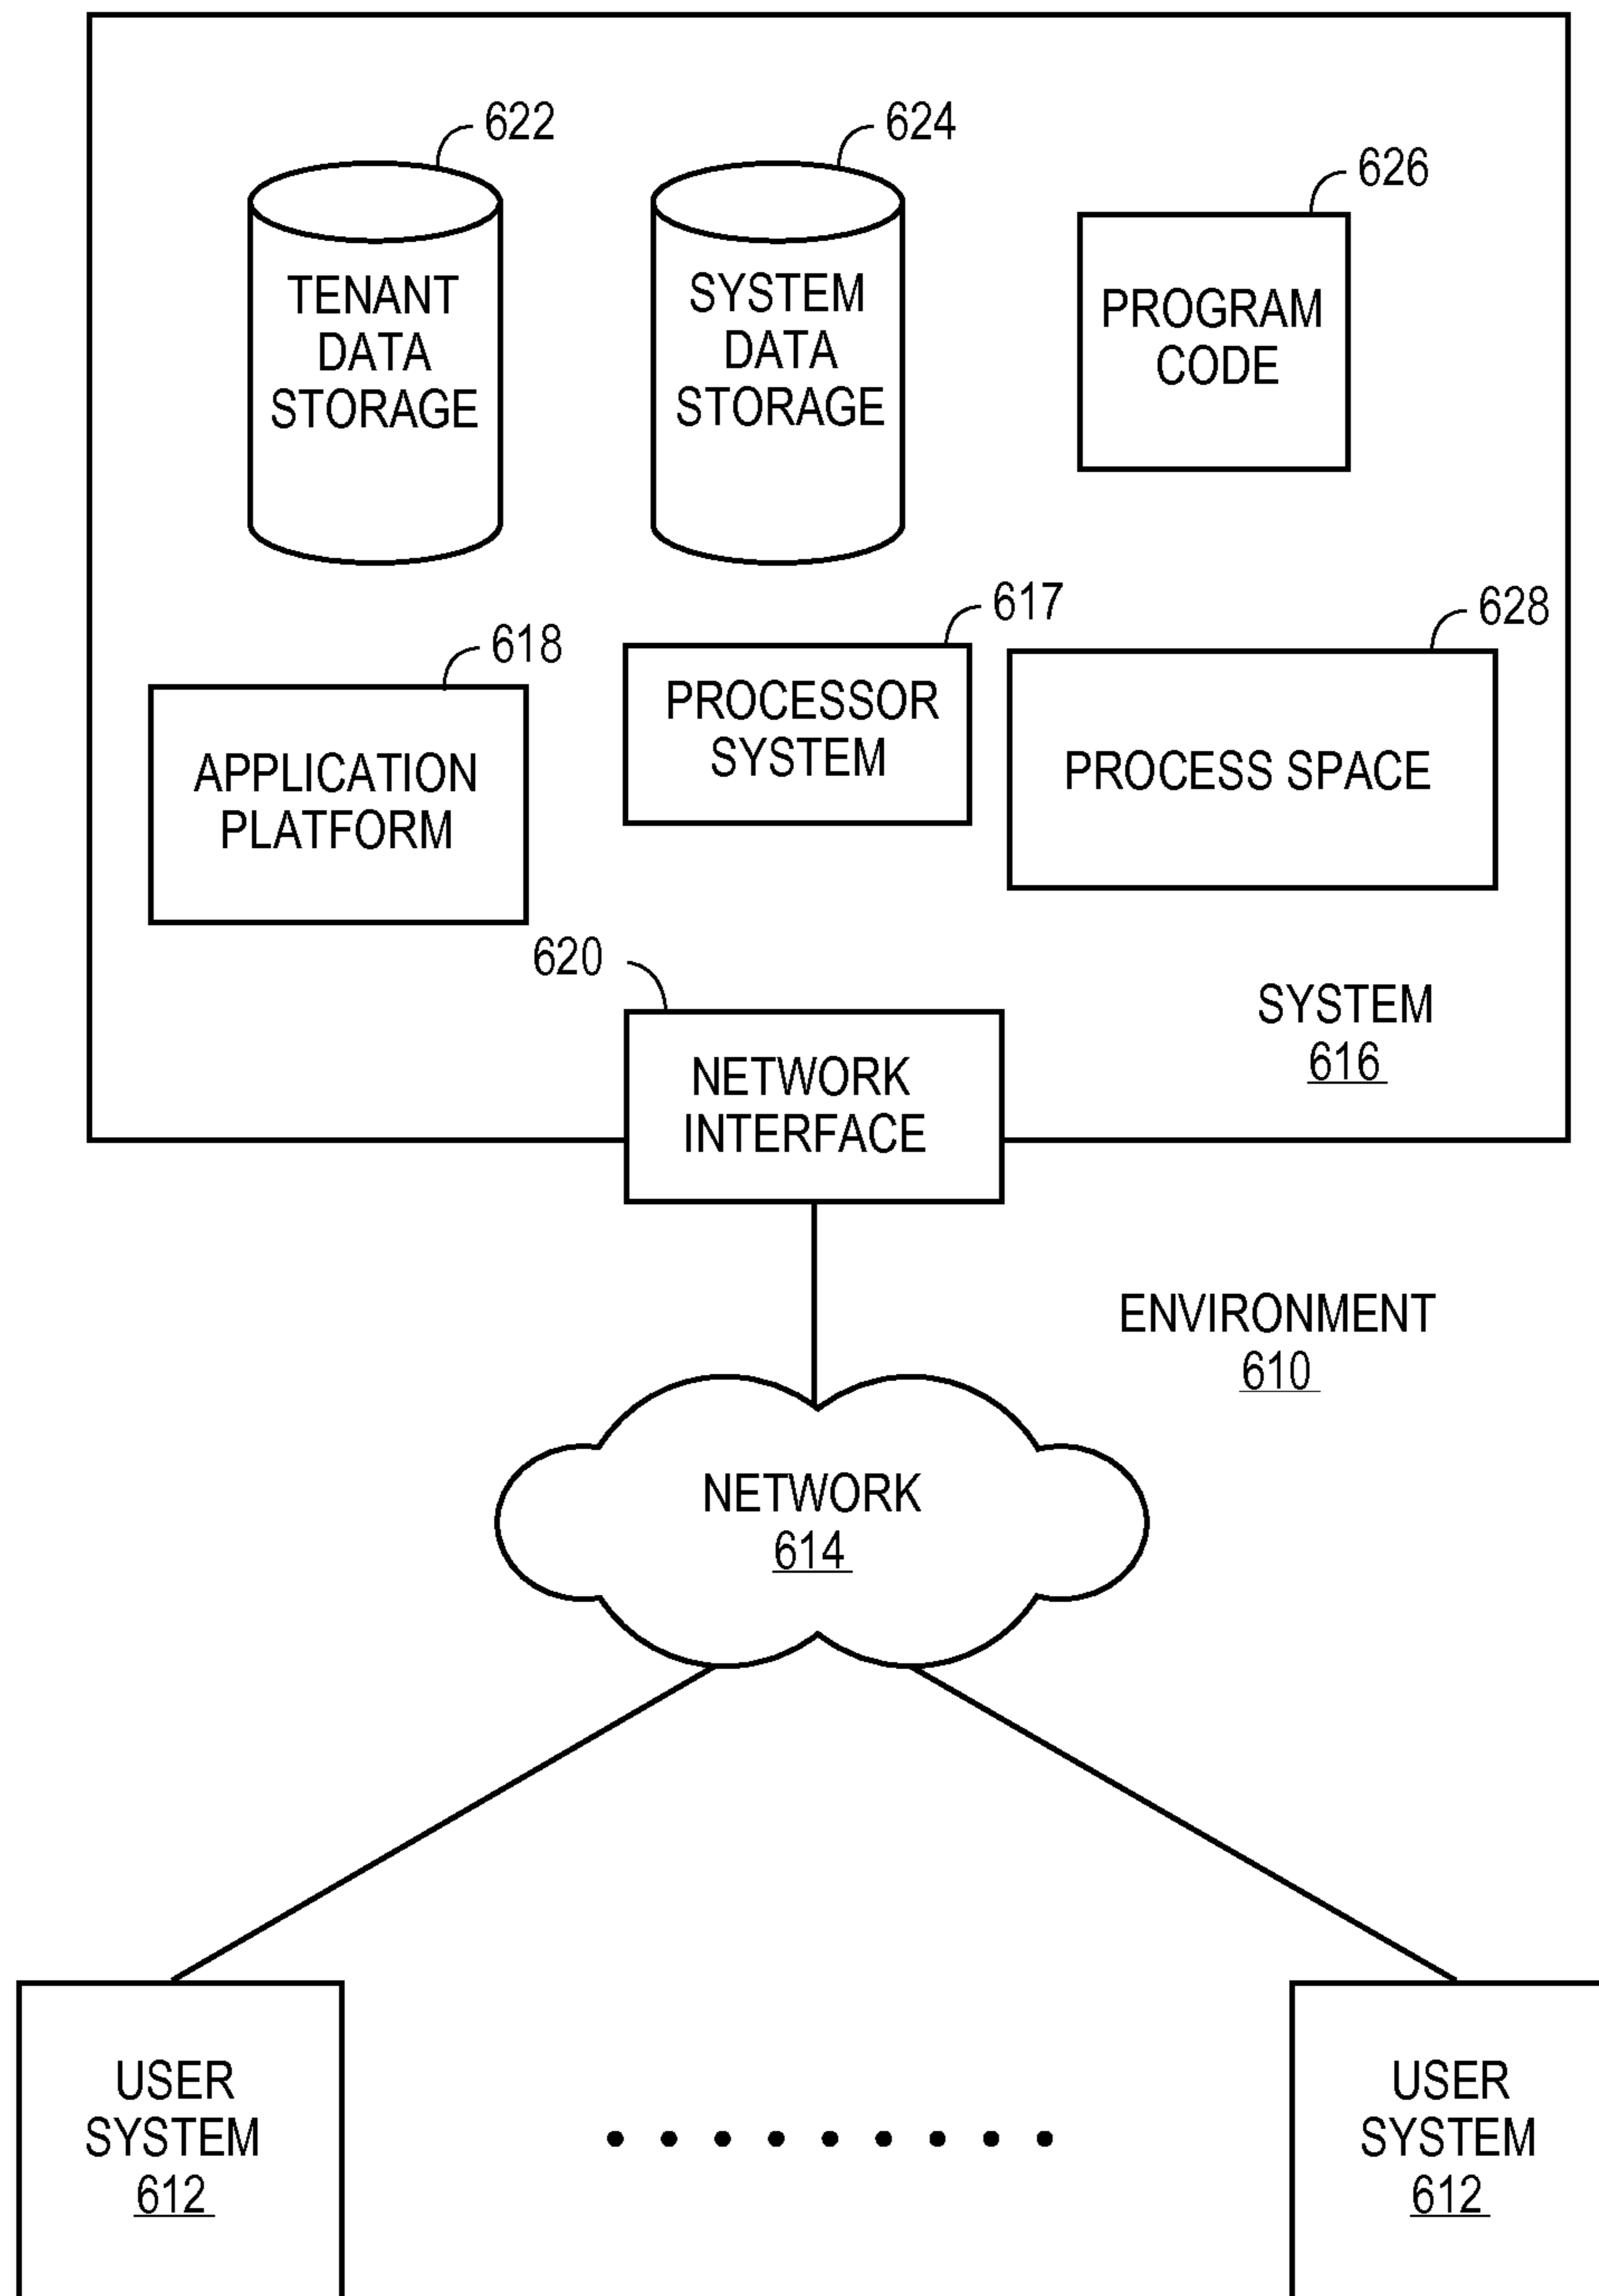 622
624
626
TENANT
DATA
STORAGE
SYSTEM
DATA
STORAGE
PROGRAM
CODE
618
617
628
APPLICATION
PLATFORM
PROCESSOR
SYSTEM
PROCESS SPACE
620
NETWORK
INTERFACE
SYSTEM
616
ENVIRONMENT
610
NETWORK
614
USER
SYSTEM
612
USER
SYSTEM
612